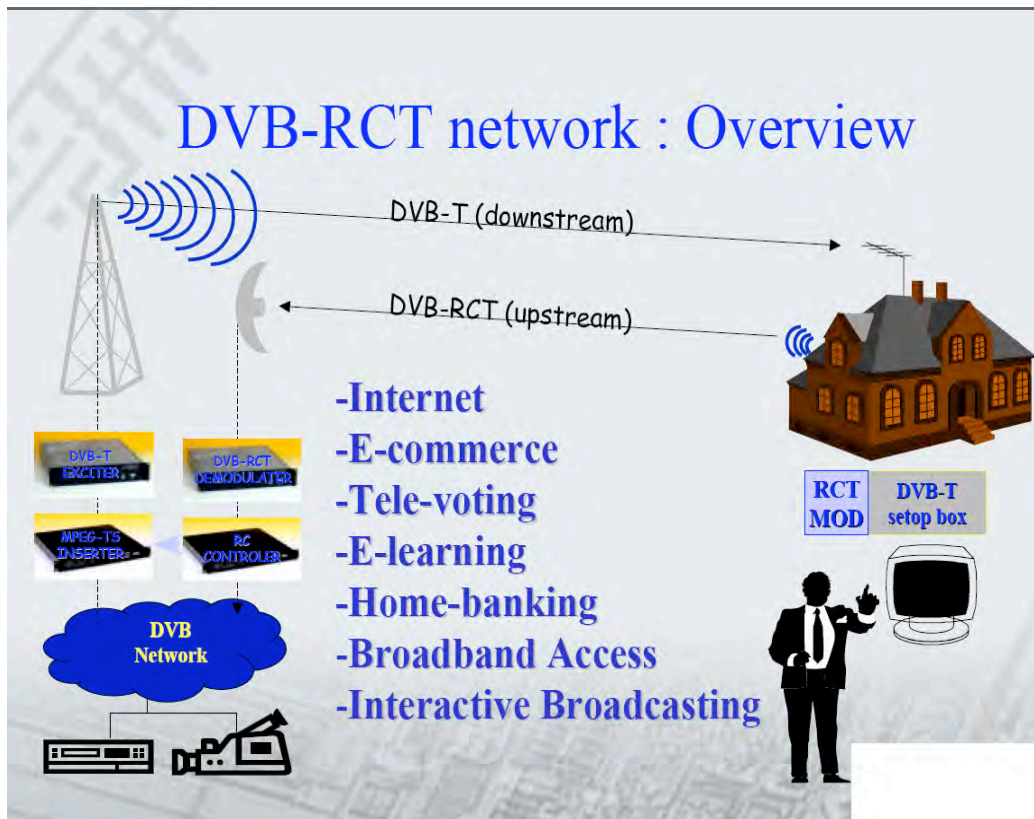 DVB-RCT network : Overview
DVB-T (downstream)
DVB-RCT (upstream)
-Internet
-E-commerce
-Tele-voting
-E-learning
-Home-banking
-Broadband Access
-Interactive Broadcasting
DVB-T
EXCITER
DVB-RCT
DEMODULATER
MPEG-TS
INSERTER
RC
CONTROLER
DVB
Network
RCT
MOD
DVB-T
setop box